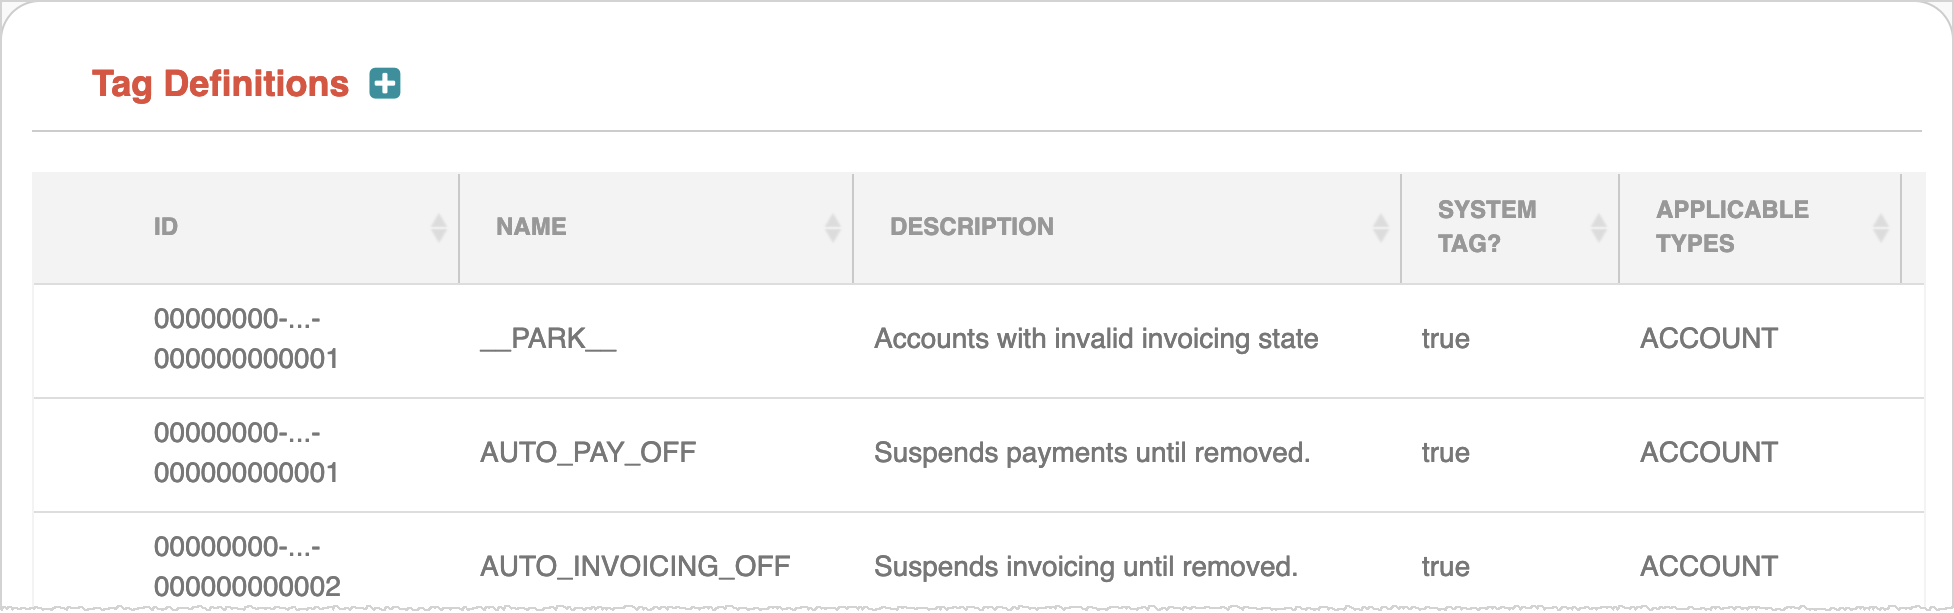 Tag Definitions
ID NAME DESCRIPTION SYSTEM TAG? APPLICABLE TYPES
00000000-...-
000000000001 __PARK__ Accounts with invalid invoicing state true ACCOUNT
00000000-...-
000000000001 AUTO_PAY_OFF Suspends payments until removed. true ACCOUNT
00000000-...-
000000000002 AUTO_INVOICING_OFF Suspends invoicing until removed. true ACCOUNT